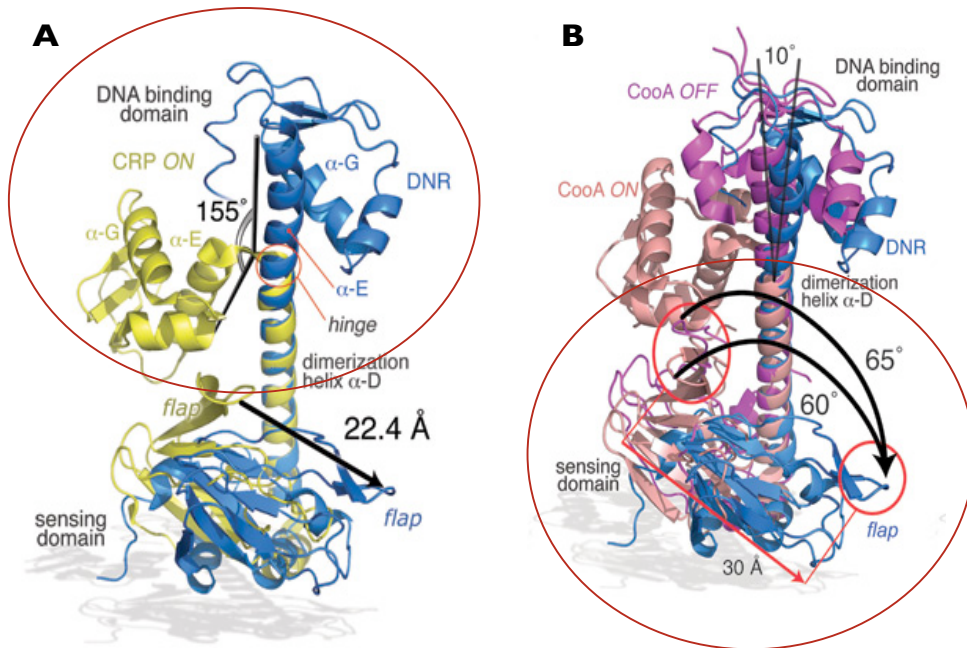 A
DNA binding
domain
CRP ON
α-G
DNR
155°
α-G
α-E
α-E
hinge
dimerization
helix α-D
flap
22.4 Å
sensing
domain
flap
B
10°
DNA binding
domain
CooA OFF
CooA ON
DNR
dimerization
helix α-D
65°
60°
sensing
domain
flap
30 Å